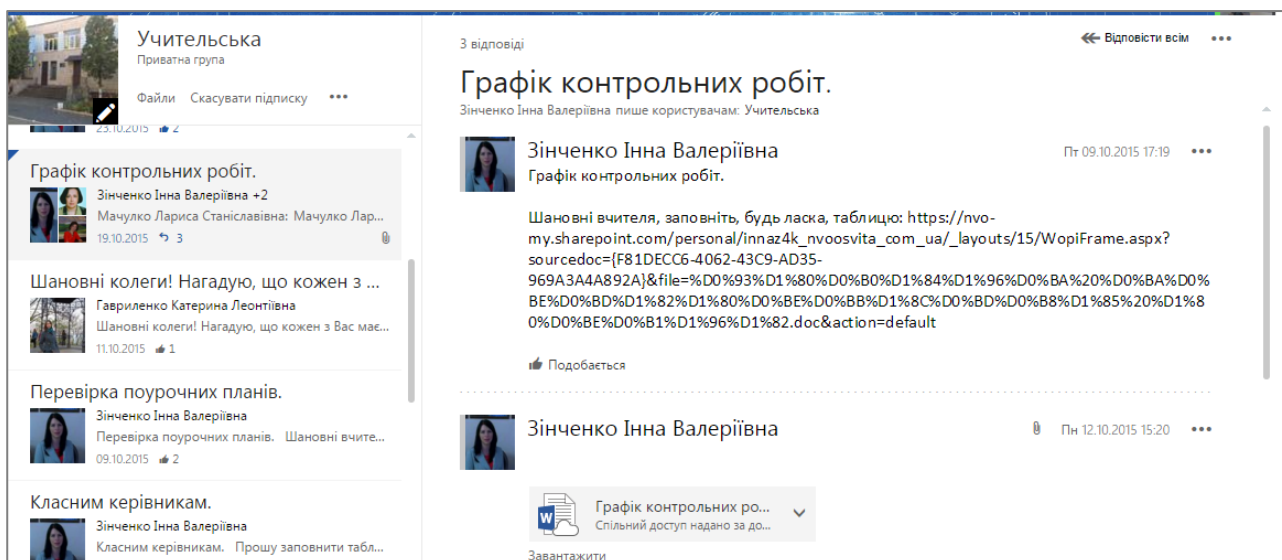 Учительська
Приватна група
Файли Скасувати підписку •••
23.10.2015 2
Графік контрольних робіт.
Зінченко Інна Валеріївна +2
Мачулко Лариса Станіславівна: Мачулко Лар...
19.10.2015 3
Шановні колеги! Нагадую, що кожен з ...
Гавриленко Катерина Леонтіївна
Шановні колеги! Нагадую, що кожен з Вас має...
11.10.2015 1
Перевірка поурочних планів.
Зінченко Інна Валеріївна
Перевірка поурочних планів. Шановні вчите...
09.10.2015 2
Класним керівникам.
Зінченко Інна Валеріївна
Класним керівникам. Прошу заповнити табл...
3 відповіді
Відповісти всім •••
Графік контрольних робіт.
Зінченко Інна Валеріївна пише користувачам: Учительська
Зінченко Інна Валеріївна
Пт 09.10.2015 17:19 •••
Графік контрольних робіт.
Шановні вчителя, заповніть, будь ласка, таблицю: https://nvo-
my.sharepoint.com/personal/innaz4k_nvoosvita_com_ua/_layouts/15/WopiFrame.aspx?
sourcedoc={F81DECC6-4062-43C9-AD35-
969A3A4A892A}&file=%D0%93%D1%80%D0%B0%D1%84%D1%96%D0%BA%20%D0%BA%D0%
BE%D0%BD%D1%82%D1%80%D0%BE%D0%BB%D1%8C%D0%BD%D0%B8%D1%85%20%D1%8
0%D0%BE%D0%B1%D1%96%D1%82.doc&action=default
Подобається
Зінченко Інна Валеріївна
Пн 12.10.2015 15:20 •••
Графік контрольних ро...
Спільний доступ надано за до...
Завантажити